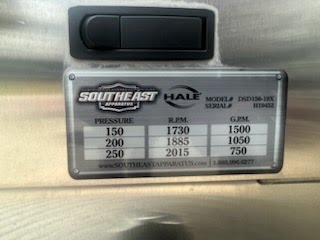 SOUTHEAST HALE MODEL# DSD150-19X
APPARATUS SERIAL#
PRESSURE R.P.M. G.P.M.
150 1730 1500
200 1885 1050
250 2015 750
WWW.SOUTHEASTAPPARATUS.COM